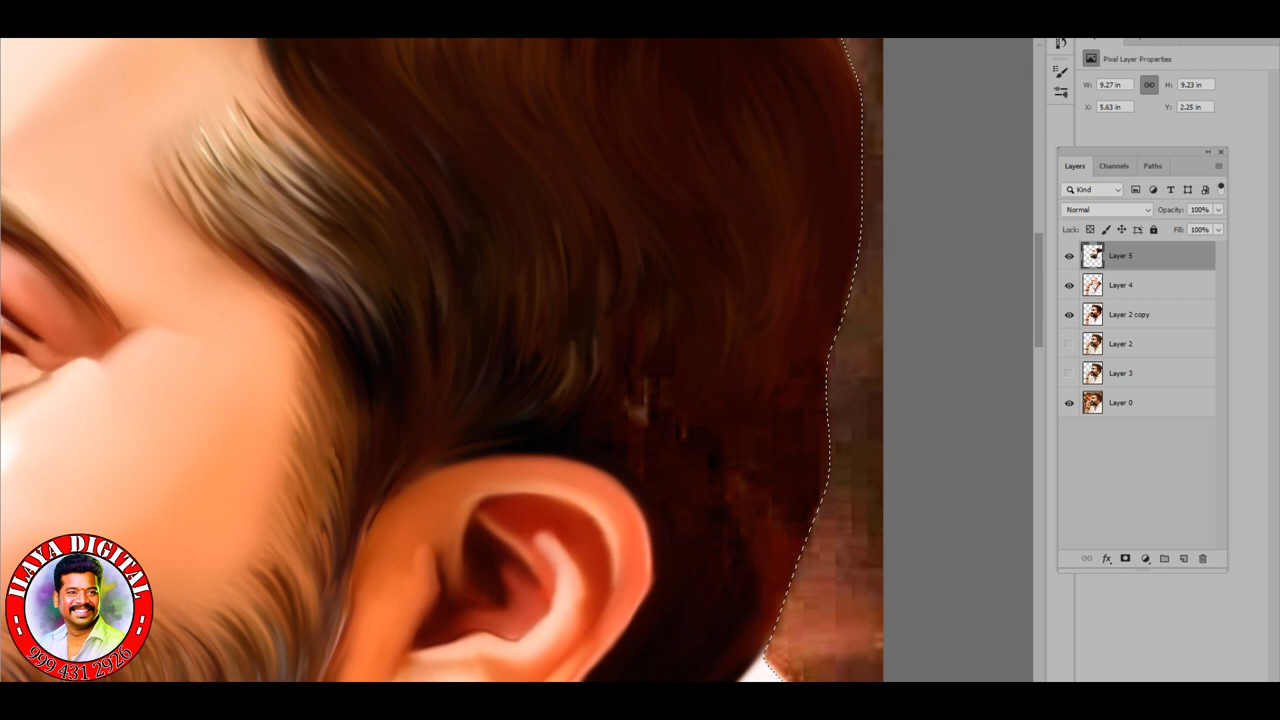 Pixel Layer Properties
W: 9.27 in H: 9.23 in
X: 5.63 in Y: 2.25 in
Layers Channels Paths
Kind
Normal Opacity: 100%
Lock: Fill: 100%
Layer 5
Layer 4
Layer 2 copy
Layer 2
Layer 3
Layer 0
fx
ILAYA DIGITAL
999 431 2926